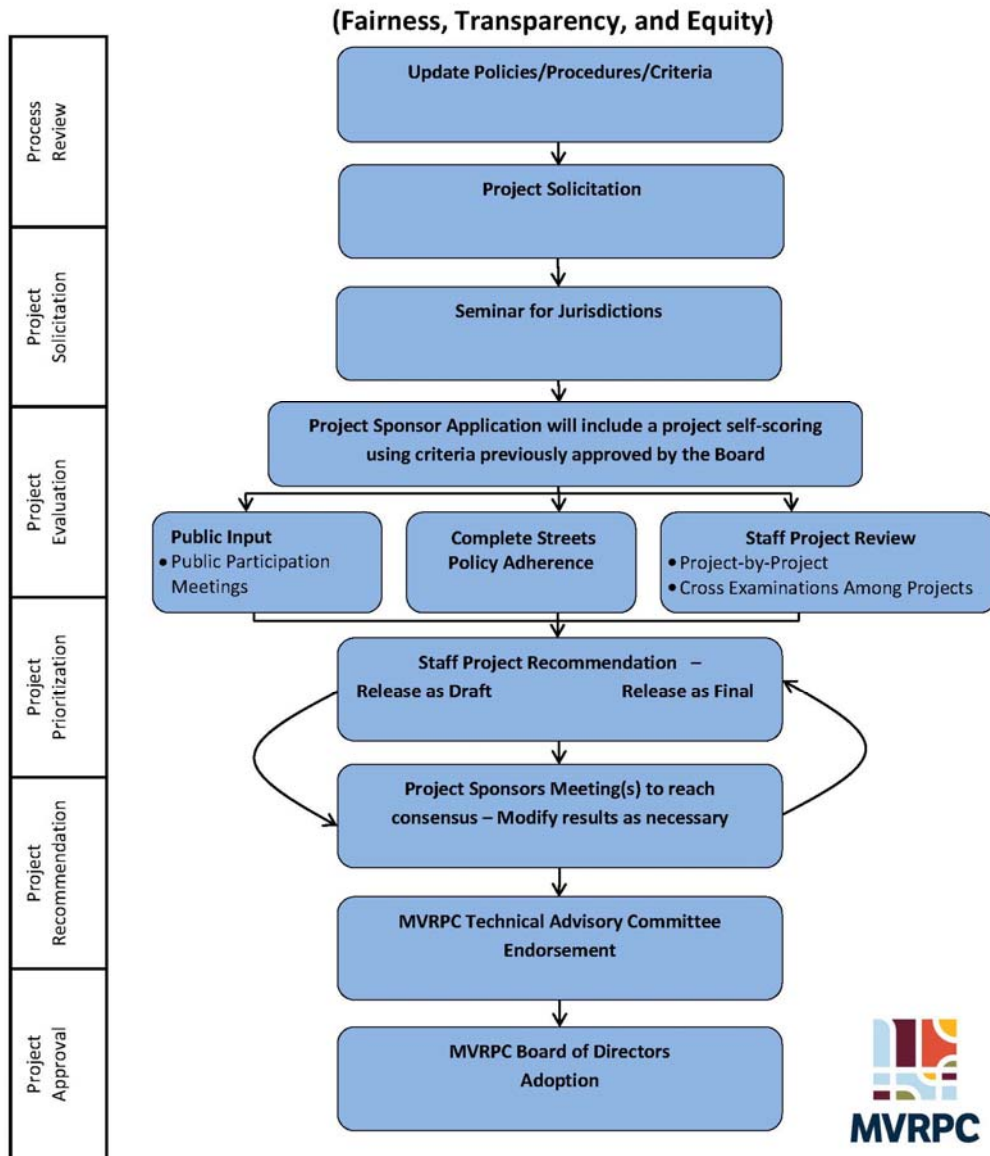 (Fairness, Transparency, and Equity)
Process
Review
Update Policies/Procedures/Criteria
Project Solicitation
Project
Solicitation
Seminar for Jurisdictions
Project
Evaluation
Project Sponsor Application will include a project self-scoring
using criteria previously approved by the Board
Public Input
• Public Participation
Meetings
Complete Streets
Policy Adherence
Staff Project Review
• Project-by-Project
• Cross Examinations Among Projects
Project
Prioritization
Staff Project Recommendation –
Release as Draft Release as Final
Project
Recommendation
Project Sponsors Meeting(s) to reach
consensus – Modify results as necessary
MVRPC Technical Advisory Committee
Endorsement
Project
Approval
MVRPC Board of Directors
Adoption
MVRPC